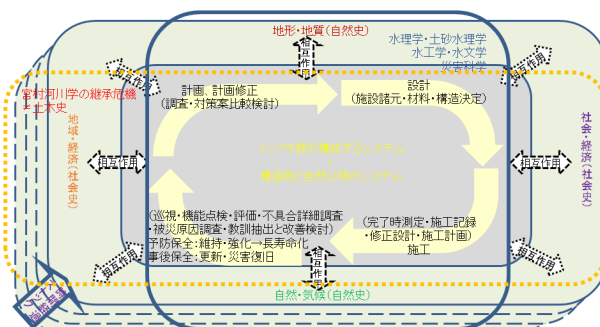 地形・地質(自然史)
水理学・土砂水理学
水工学・水文学
災害科学
相互作用
相互作用
相互作用
計画、計画修正
(調査・対策案比較検討)
設計
(施設諸元・材料・構造決定)
宮村河川学の継承危機
=土木史
地域・経済(社会史)
社会・経済(社会史)
相互作用
相互作用
(巡視・機能点検・評価・不具合詳細調査
・被災原因調査・教訓抽出と改善検討)
予防保全:維持・強化→長寿命化
事後保全:更新・災害復旧
(完了時測定・施工記録
・修正設計・施工計画)
施工
相互作用
相互作用
相互作用
自然・気候(自然史)